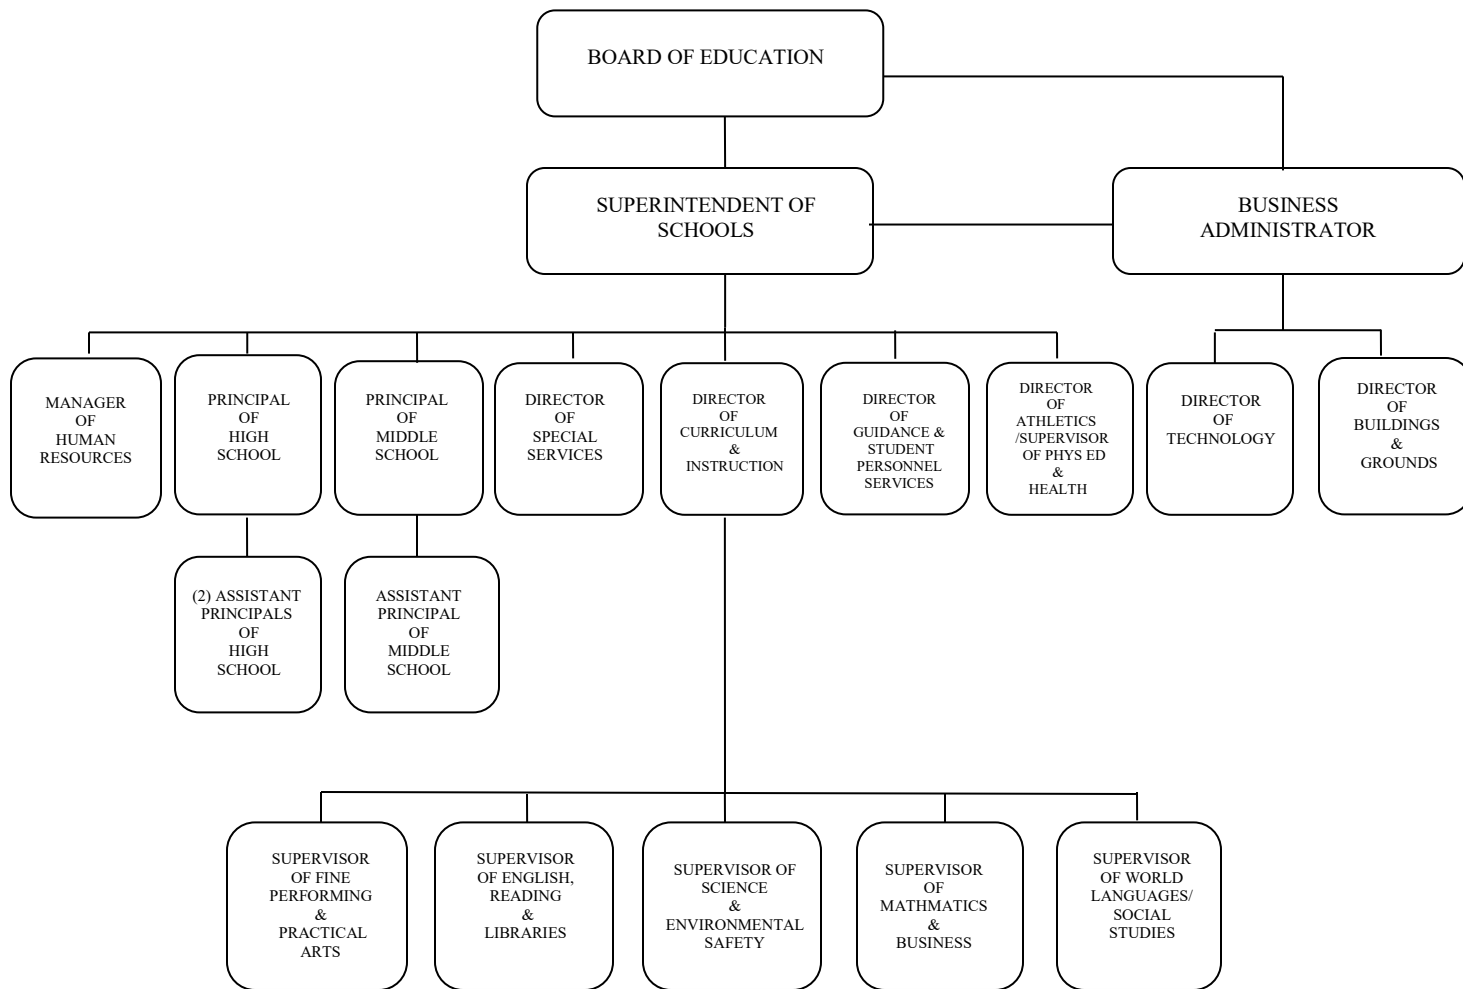 BOARD OF EDUCATION
SUPERINTENDENT OF
SCHOOLS
BUSINESS
ADMINISTRATOR
MANAGER
OF
HUMAN
RESOURCES
PRINCIPAL
OF
HIGH
SCHOOL
PRINCIPAL
OF
MIDDLE
SCHOOL
DIRECTOR
OF
SPECIAL
SERVICES
DIRECTOR
OF
CURRICULUM
&
INSTRUCTION
DIRECTOR
OF
GUIDANCE &
STUDENT
PERSONNEL
SERVICES
DIRECTOR
OF
ATHLETICS
/SUPERVISOR
OF PHYS ED
&
HEALTH
DIRECTOR
OF
TECHNOLOGY
DIRECTOR
OF
BUILDINGS
&
GROUNDS
(2) ASSISTANT
PRINCIPALS
OF
HIGH
SCHOOL
ASSISTANT
PRINCIPAL
OF
MIDDLE
SCHOOL
SUPERVISOR
OF FINE
PERFORMING
&
PRACTICAL
ARTS
SUPERVISOR
OF ENGLISH,
READING
&
LIBRARIES
SUPERVISOR OF
SCIENCE
&
ENVIRONMENTAL
SAFETY
SUPERVISOR
OF
MATHMATICS
&
BUSINESS
SUPERVISOR
OF WORLD
LANGUAGES/
SOCIAL
STUDIES